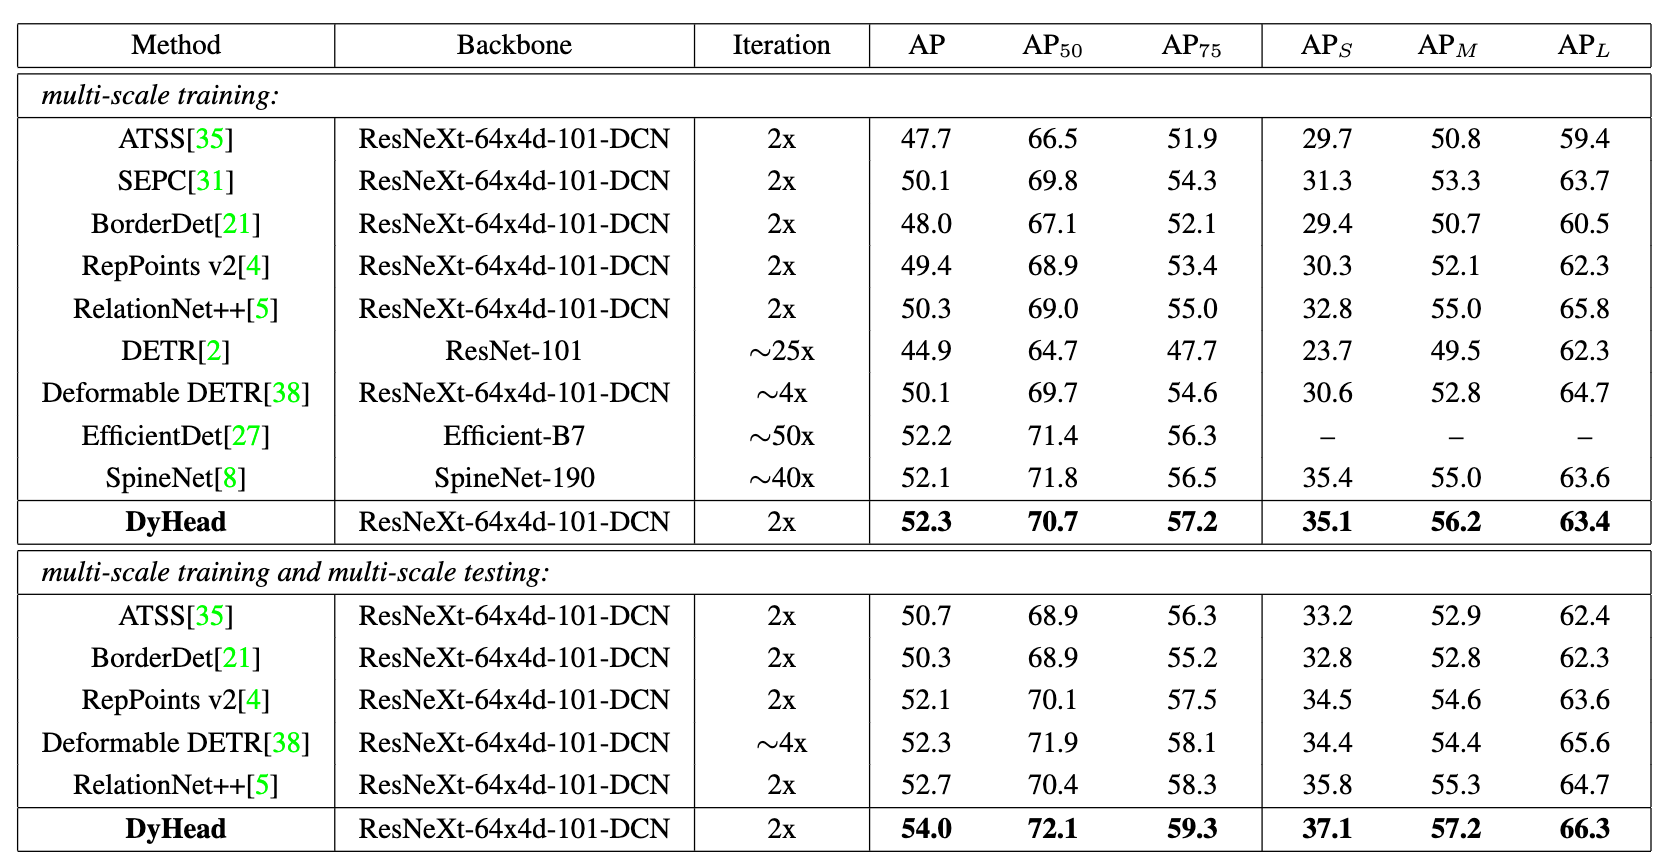 Method Backbone Iteration AP AP50 AP75 APS APM APL
multi-scale training:
ATSS[35] ResNeXt-64x4d-101-DCN 2x 47.7 66.5 51.9 29.7 50.8 59.4
SEPC[31] ResNeXt-64x4d-101-DCN 2x 50.1 69.8 54.3 31.3 53.3 63.7
BorderDet[21] ResNeXt-64x4d-101-DCN 2x 48.0 67.1 52.1 29.4 50.7 60.5
RepPoints v2[4] ResNeXt-64x4d-101-DCN 2x 49.4 68.9 53.4 30.3 52.1 62.3
RelationNet++[5] ResNeXt-64x4d-101-DCN 2x 50.3 69.0 55.0 32.8 55.0 65.8
DETR[2] ResNet-101 ~25x 44.9 64.7 47.7 23.7 49.5 62.3
Deformable DETR[38] ResNeXt-64x4d-101-DCN ~4x 50.1 69.7 54.6 30.6 52.8 64.7
EfficientDet[27] Efficient-B7 ~50x 52.2 71.4 56.3 – – –
SpineNet[8] SpineNet-190 ~40x 52.1 71.8 56.5 35.4 55.0 63.6
DyHead ResNeXt-64x4d-101-DCN 2x 52.3 70.7 57.2 35.1 56.2 63.4
multi-scale training and multi-scale testing:
ATSS[35] ResNeXt-64x4d-101-DCN 2x 50.7 68.9 56.3 33.2 52.9 62.4
BorderDet[21] ResNeXt-64x4d-101-DCN 2x 50.3 68.9 55.2 32.8 52.8 62.3
RepPoints v2[4] ResNeXt-64x4d-101-DCN 2x 52.1 70.1 57.5 34.5 54.6 63.6
Deformable DETR[38] ResNeXt-64x4d-101-DCN ~4x 52.3 71.9 58.1 34.4 54.4 65.6
RelationNet++[5] ResNeXt-64x4d-101-DCN 2x 52.7 70.4 58.3 35.8 55.3 64.7
DyHead ResNeXt-64x4d-101-DCN 2x 54.0 72.1 59.3 37.1 57.2 66.3